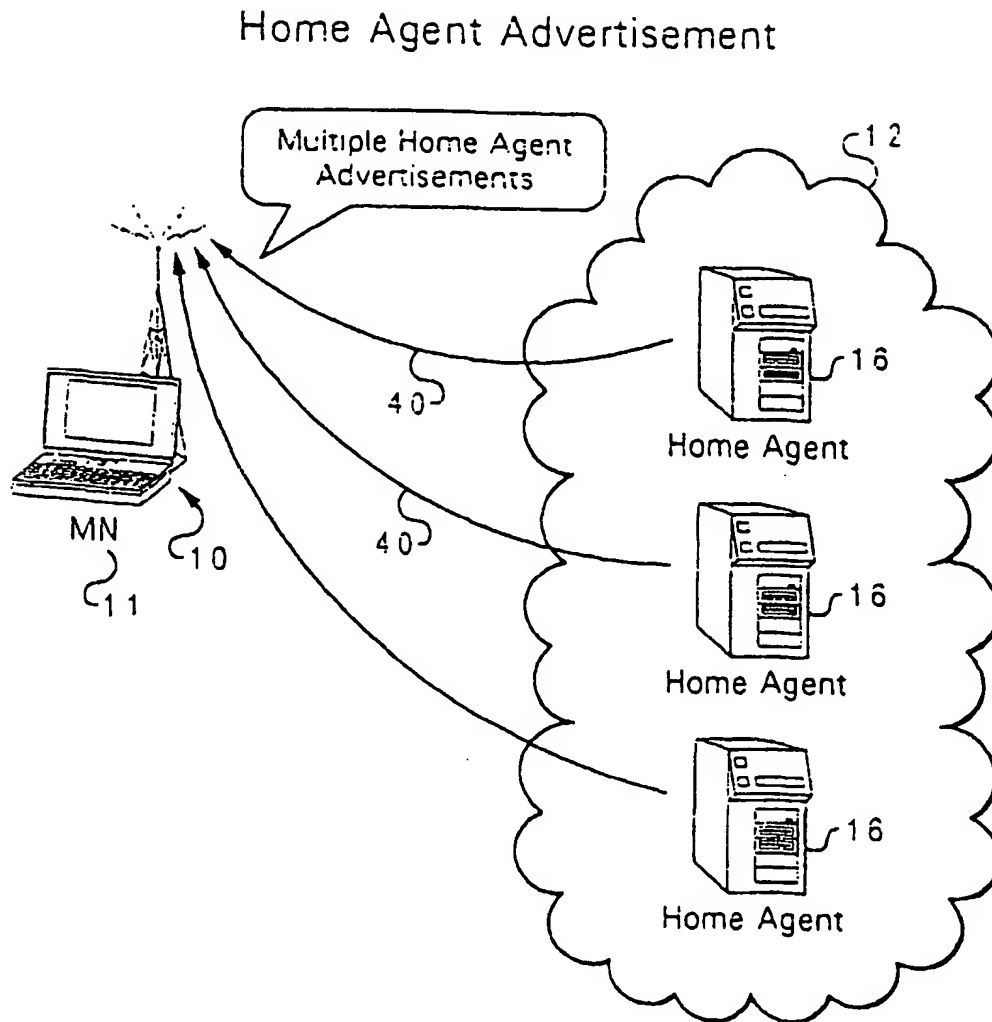 Home Agent Advertisement
Multiple Home Agent
Advertisements
12
16
40
Home Agent
MN
10
40
11
16
Home Agent
16
Home Agent